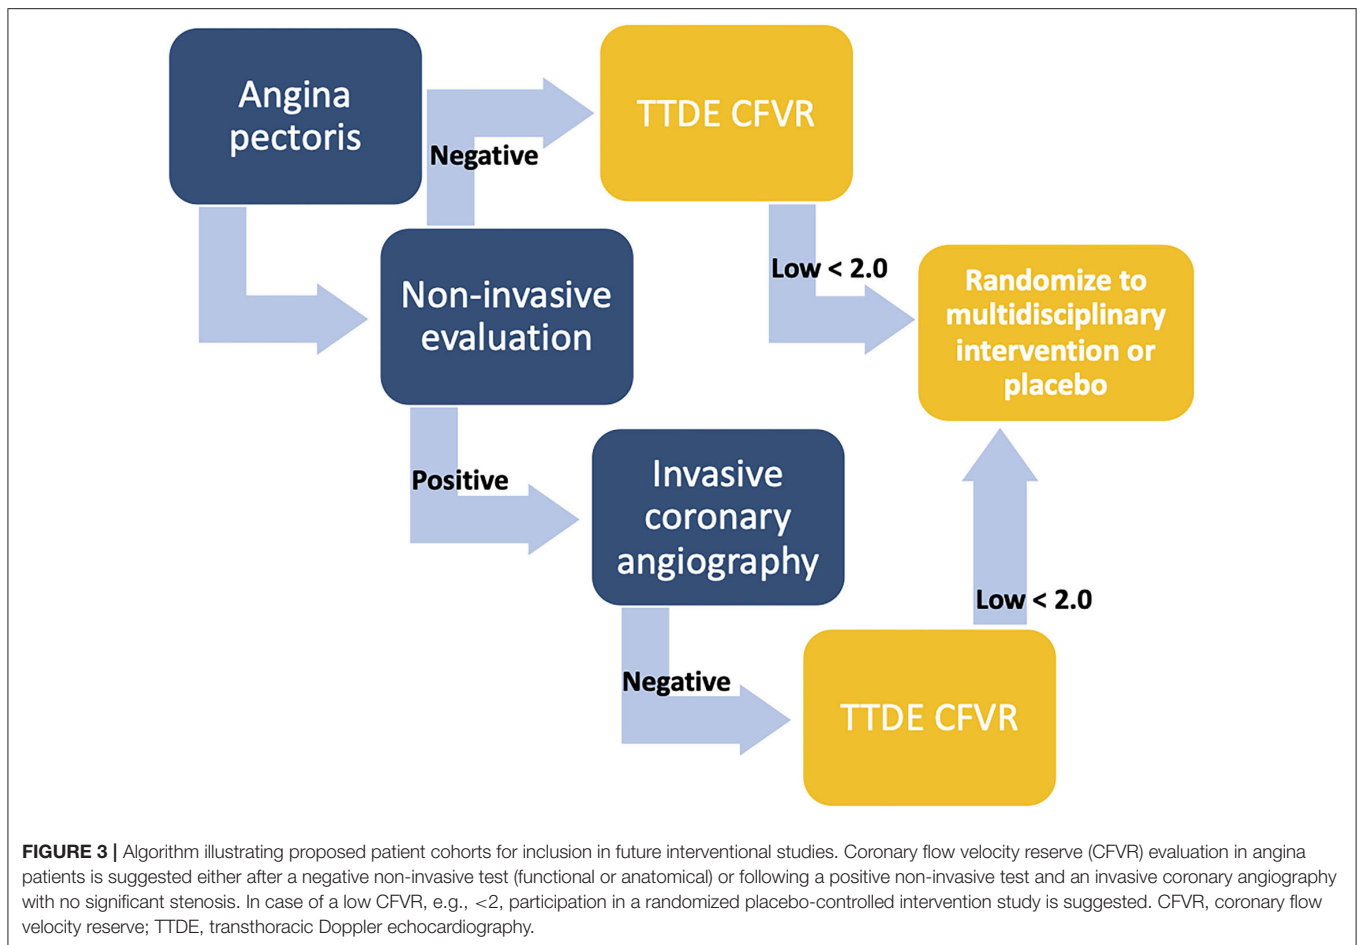 Angina
pectoris
Negative
TTDE CFVR
Non-invasive
evaluation
Low < 2.0
Randomize to
multidisciplinary
intervention or
placebo
Positive
Invasive
coronary
angiography
Low < 2.0
Negative
TTDE CFVR
FIGURE 3 | Algorithm illustrating proposed patient cohorts for inclusion in future interventional studies. Coronary flow velocity reserve (CFVR) evaluation in angina
patients is suggested either after a negative non-invasive test (functional or anatomical) or following a positive non-invasive test and an invasive coronary angiography
with no significant stenosis. In case of a low CFVR, e.g., <2, participation in a randomized placebo-controlled intervention study is suggested. CFVR, coronary flow
velocity reserve; TTDE, transthoracic Doppler echocardiography.